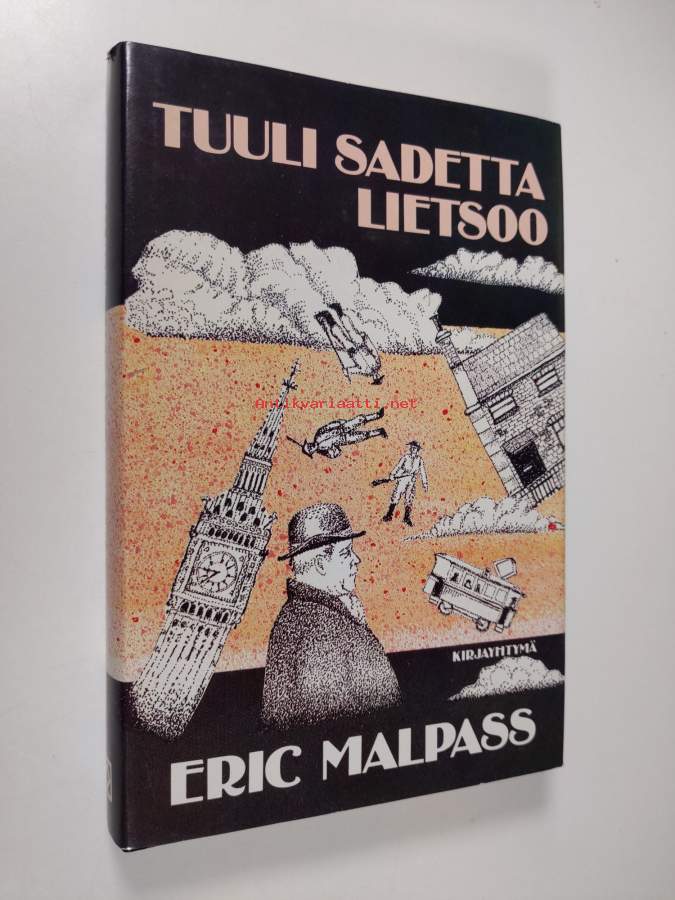 TUULI SADETTA
LIETSOO
Antikvariaatti.net
KIRJAYHTYMÄ
ERIC MALPASS